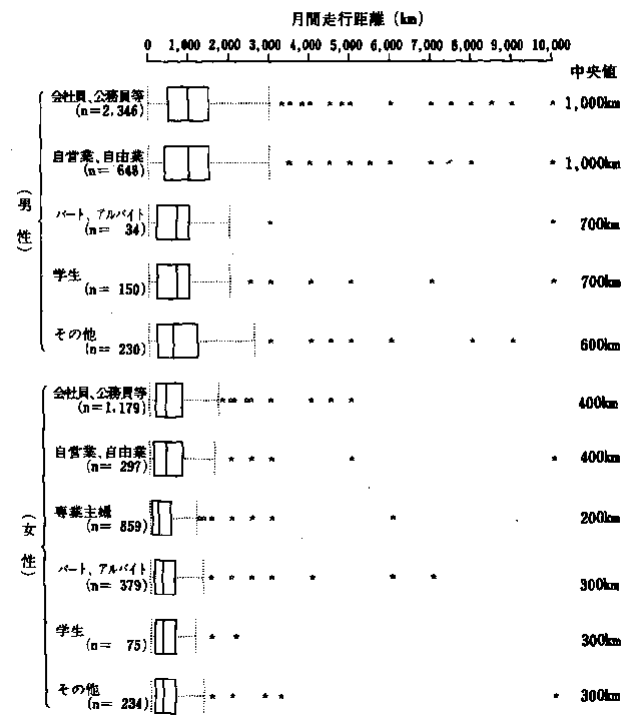 月間走行距離 (km)
0 1,000 2,000 3,000 4,000 5,000 6,000 7,000 8,000 9,000 10,000
中央値
(男性)
会社員、公務員等
(n=2,346)
1,000km
自営業、自由業
(n= 648)
1,000km
パート、アルバイト
(n= 34)
700km
学生
(n= 150)
700km
その他
(n= 230)
600km
(女性)
会社員、公務員等
(n=1,179)
400km
自営業、自由業
(n= 297)
400km
専業主婦
(n= 859)
200km
パート、アルバイト
(n= 379)
300km
学生
(n= 75)
300km
その他
(n= 234)
300km